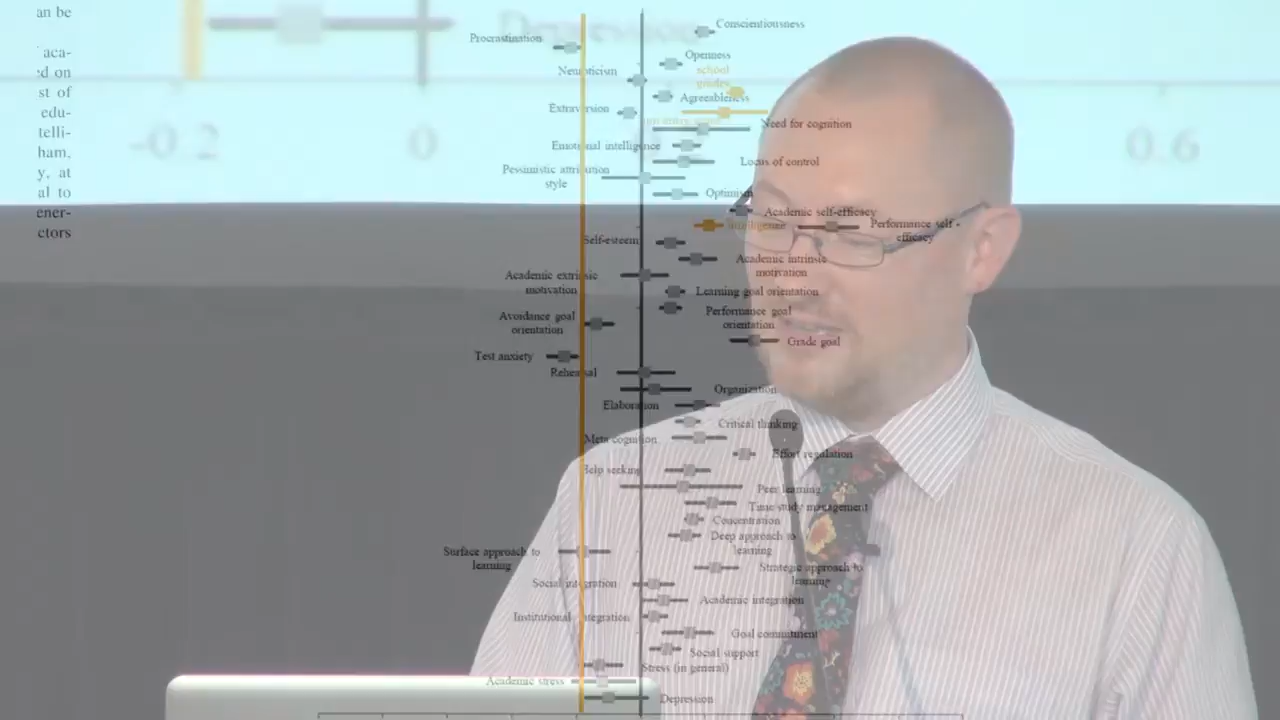 an be
aca-
d on
st of
edu-
telli-
ham,
y, at
al to
ener-
ctors
Depression
-0.2
0
0.6
Conscientiousness
Procrastination
Openness
Neuroticism
school
grades
Agreeableness
Extraversion
Need for cognition
Emotional intelligence
Locus of control
Pessimistic attribution
style
Optimism
Academic self-efficacy
Intelligence
Performance self -
efficacy
Self-esteem
Academic intrinsic
motivation
Academic extrinsic
motivation
Learning goal orientation
Performance goal
orientation
Avoidance goal
orientation
Grade goal
Test anxiety
Rehearsal
Organization
Elaboration
Critical thinking
Meta cognition
Effort regulation
Help seeking
Peer learning
Time/study management
Concentration
Deep approach to
learning
Surface approach to
learning
Strategic approach to
learning
Social integration
Academic integration
Institutional integration
Goal commitment
Social support
Stress (in general)
Academic stress
Depression